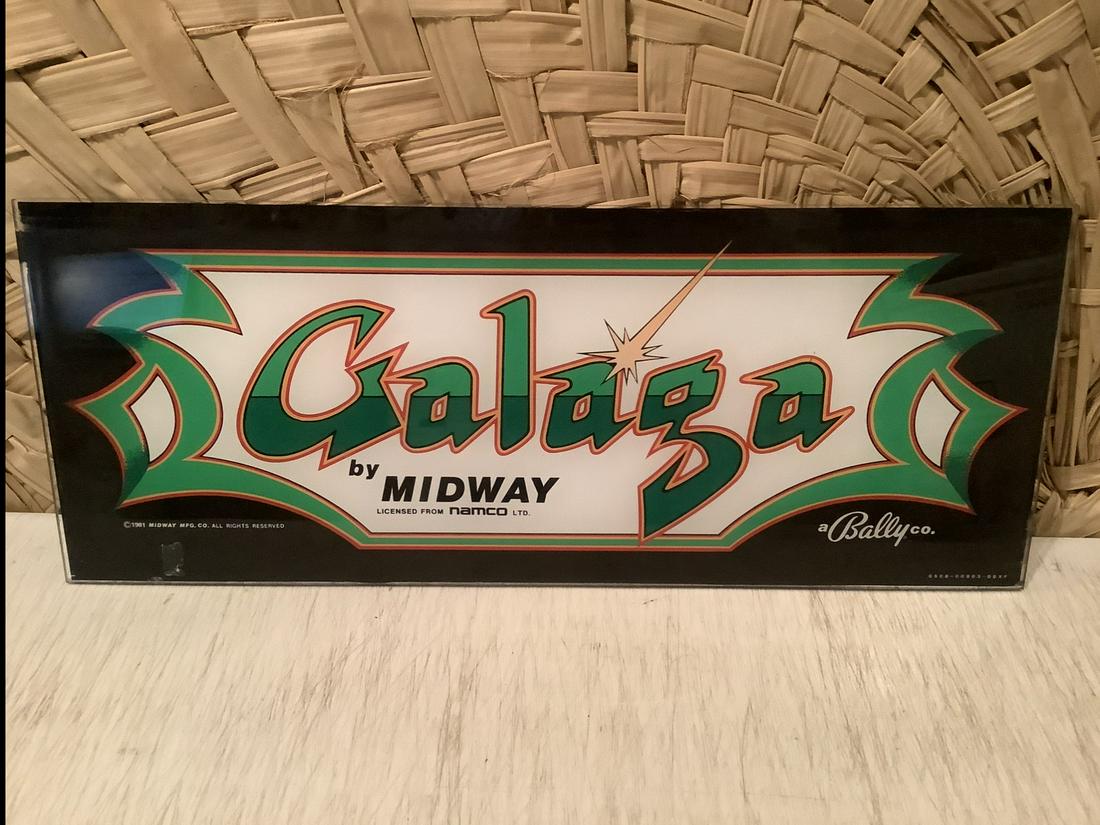 Galaga
by
MIDWAY
LICENSED FROM namco LTD.
©1981 MIDWAY MFG. CO. ALL RIGHTS RESERVED
a Bally co.